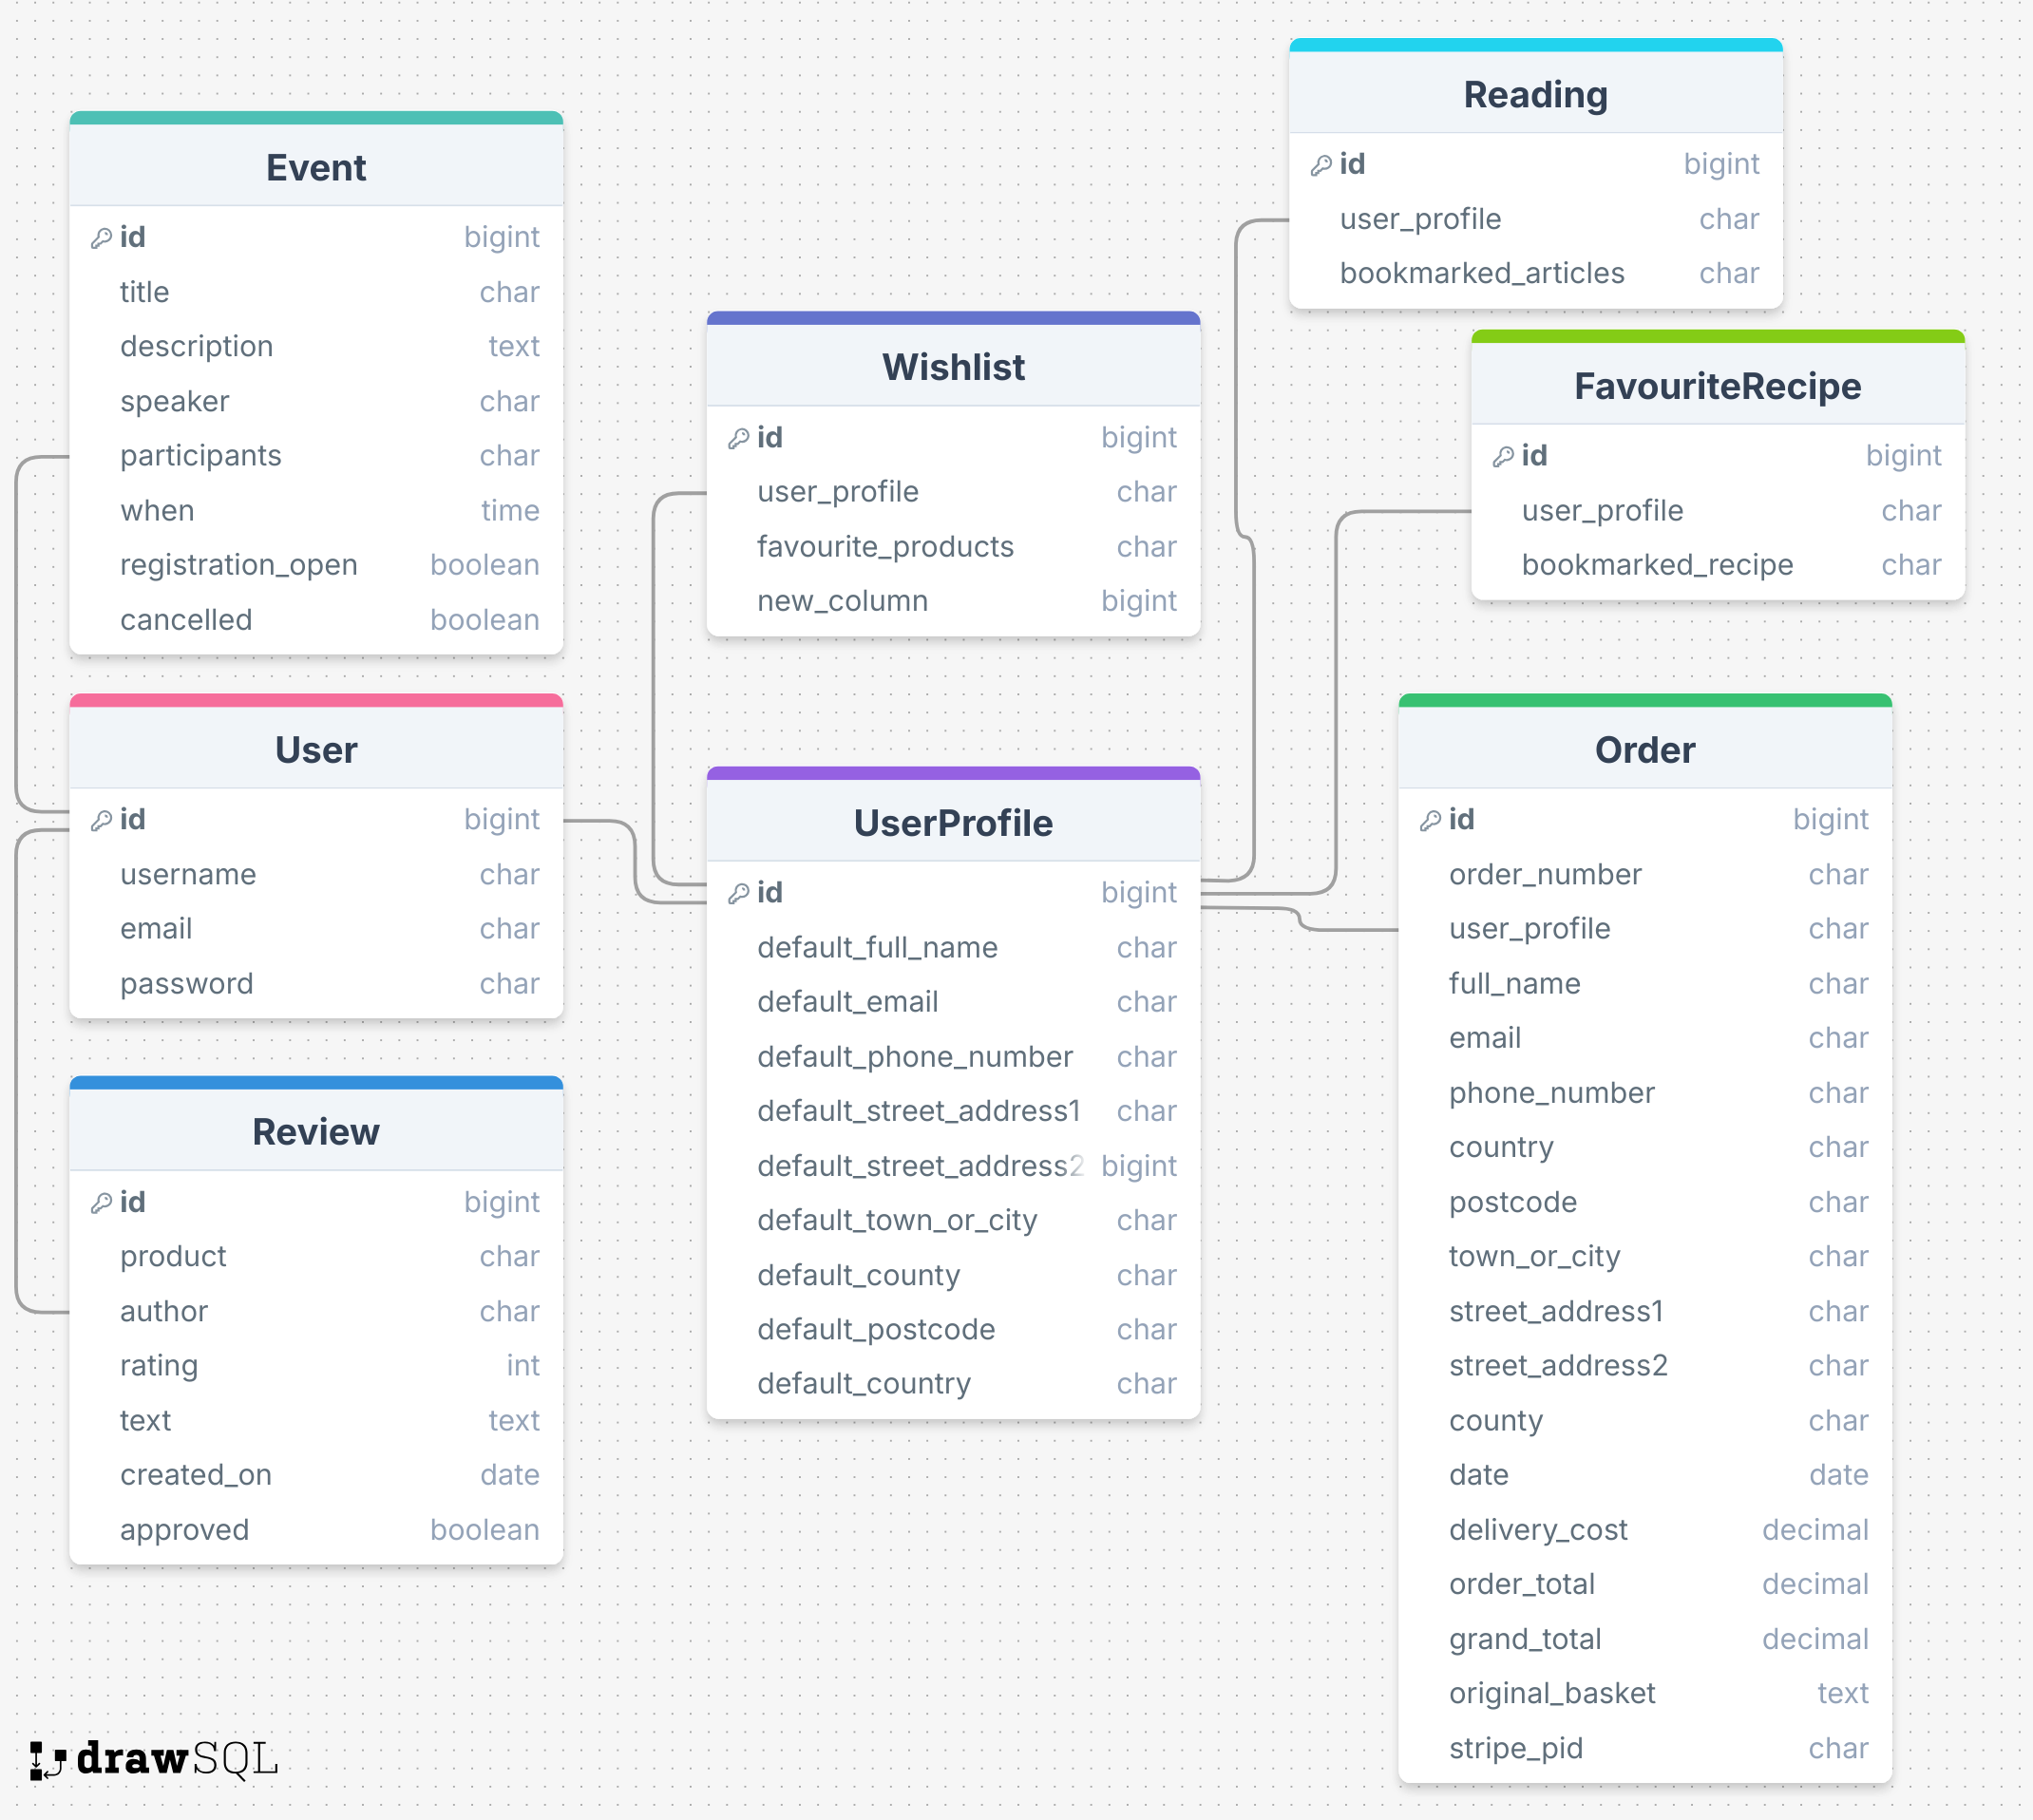 Event
id bigint
title char
description text
speaker char
participants char
when time
registration_open boolean
cancelled boolean
User
id bigint
username char
email char
password char
Review
id bigint
product char
author char
rating int
text text
created_on date
approved boolean
Wishlist
id bigint
user_profile char
favourite_products char
new_column bigint
UserProfile
id bigint
default_full_name char
default_email char
default_phone_number char
default_street_address1 char
default_street_address2 bigint
default_town_or_city char
default_county char
default_postcode char
default_country char
Reading
id bigint
user_profile char
bookmarked_articles char
FavouriteRecipe
id bigint
user_profile char
bookmarked_recipe char
Order
id bigint
order_number char
user_profile char
full_name char
email char
phone_number char
country char
postcode char
town_or_city char
street_address1 char
street_address2 char
county char
date date
delivery_cost decimal
order_total decimal
grand_total decimal
original_basket text
stripe_pid char
drawSQL